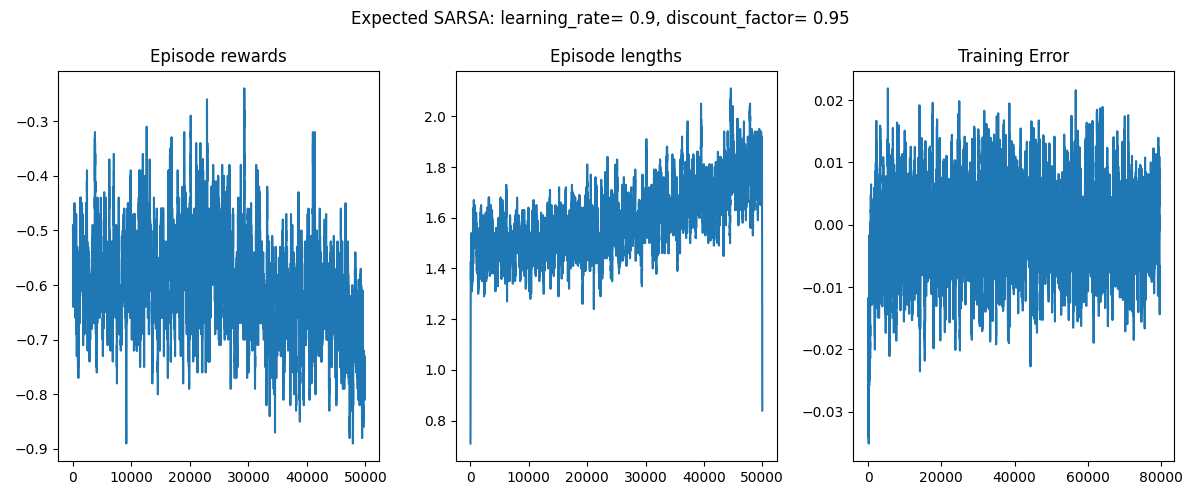 Expected SARSA: learning_rate= 0.9, discount_factor= 0.95
Episode rewards
Episode lengths
Training Error
−0.3
−0.4
−0.5
−0.6
−0.7
−0.8
−0.9
0 10000 20000 30000 40000 50000
2.0
1.8
1.6
1.4
1.2
1.0
0.8
0 10000 20000 30000 40000 50000
0.02
0.01
0.00
−0.01
−0.02
−0.03
0 20000 40000 60000 80000